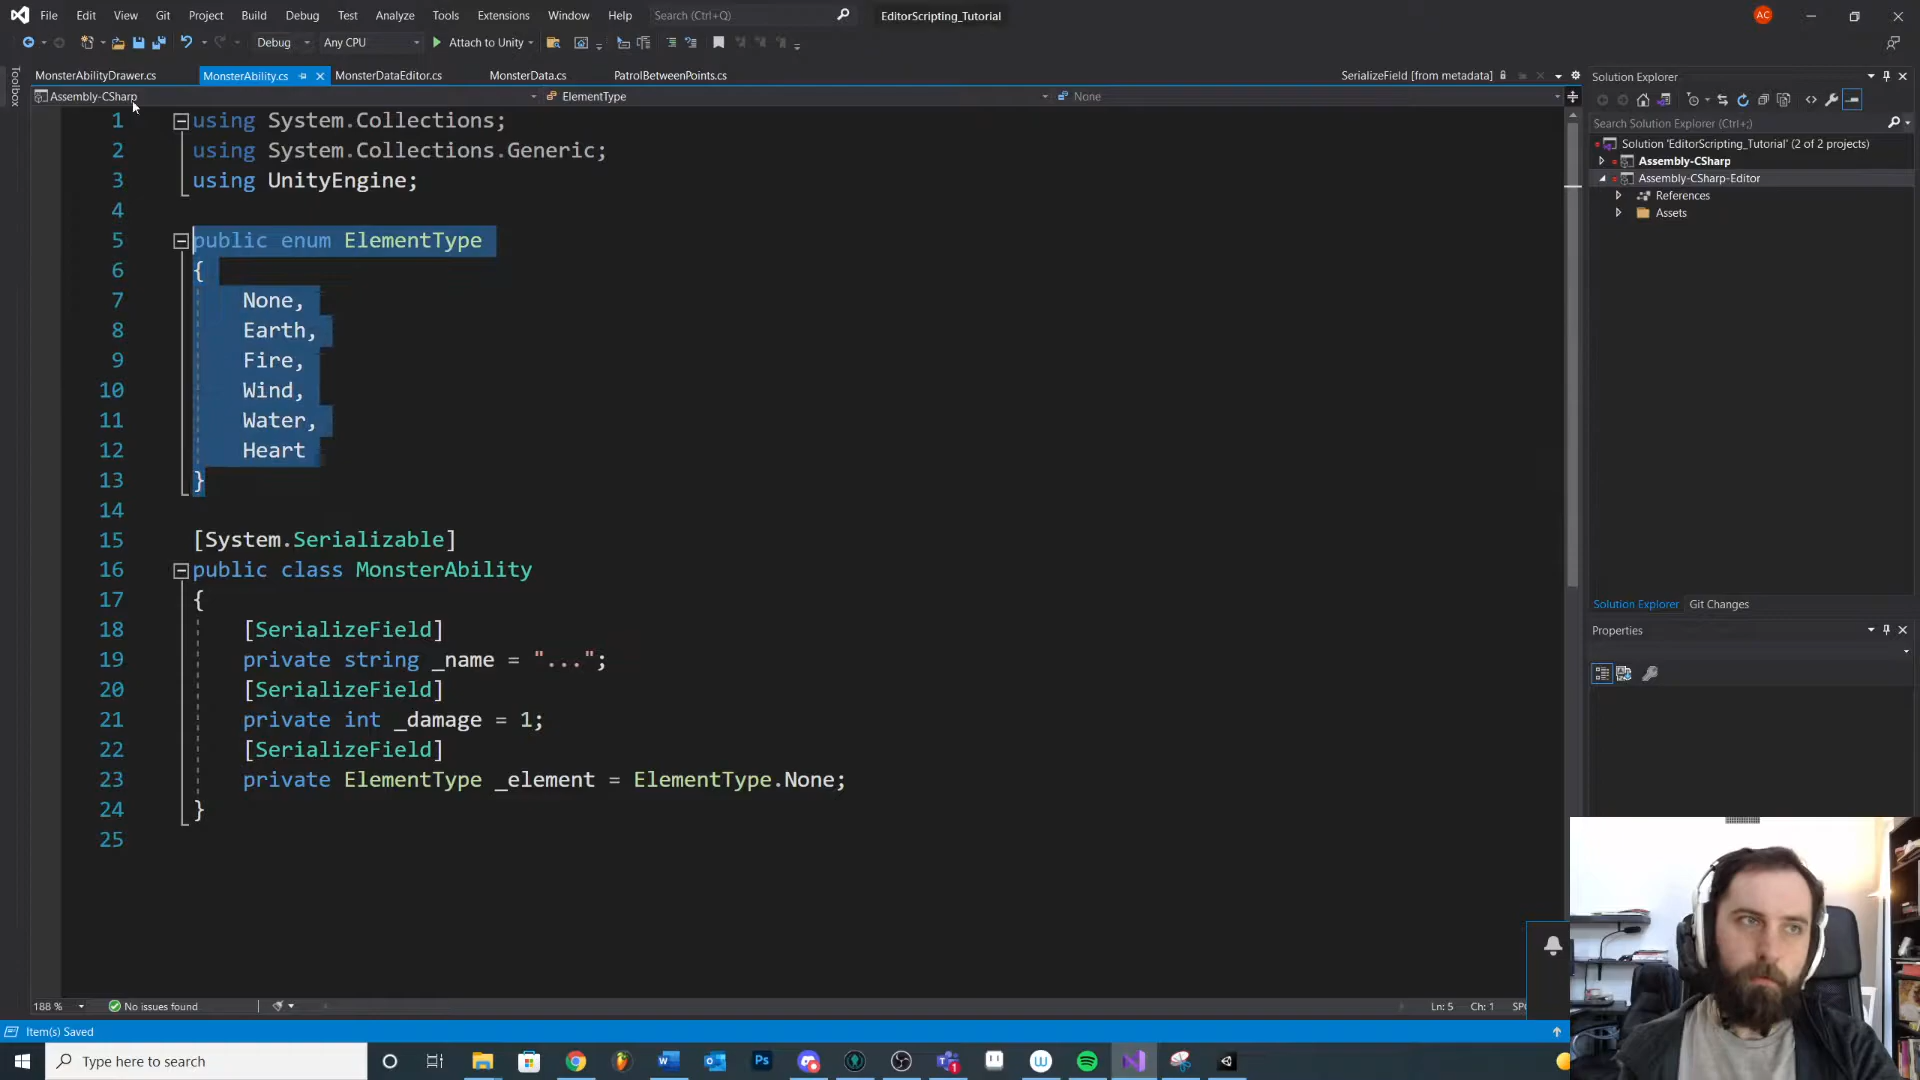 File Edit View Git Project Build Debug Test Analyze Tools Extensions Window Help Search (Ctrl+Q) EditorScripting_Tutorial AC
Debug Any CPU Attach to Unity
MonsterAbilityDrawer.cs MonsterAbility.cs MonsterDataEditor.cs MonsterData.cs PatrolBetweenPoints.cs SerializeField [from metadata]
Assembly-CSharp ElementType None
Toolbox
1 using System.Collections;
2 using System.Collections.Generic;
3 using UnityEngine;
4
5 public enum ElementType
6 {
7 None,
8 Earth,
9 Fire,
10 Wind,
11 Water,
12 Heart
13 }
14
15 [System.Serializable]
16 public class MonsterAbility
17 {
18 [SerializeField]
19 private string _name = "...";
20 [SerializeField]
21 private int _damage = 1;
22 [SerializeField]
23 private ElementType _element = ElementType.None;
24 }
25
Solution Explorer
Search Solution Explorer (Ctrl+;)
Solution 'EditorScripting_Tutorial' (2 of 2 projects)
Assembly-CSharp
Assembly-CSharp-Editor
References
Assets
Solution Explorer Git Changes
Properties
188 % No issues found Ln: 5 Ch: 1
Item(s) Saved
Type here to search